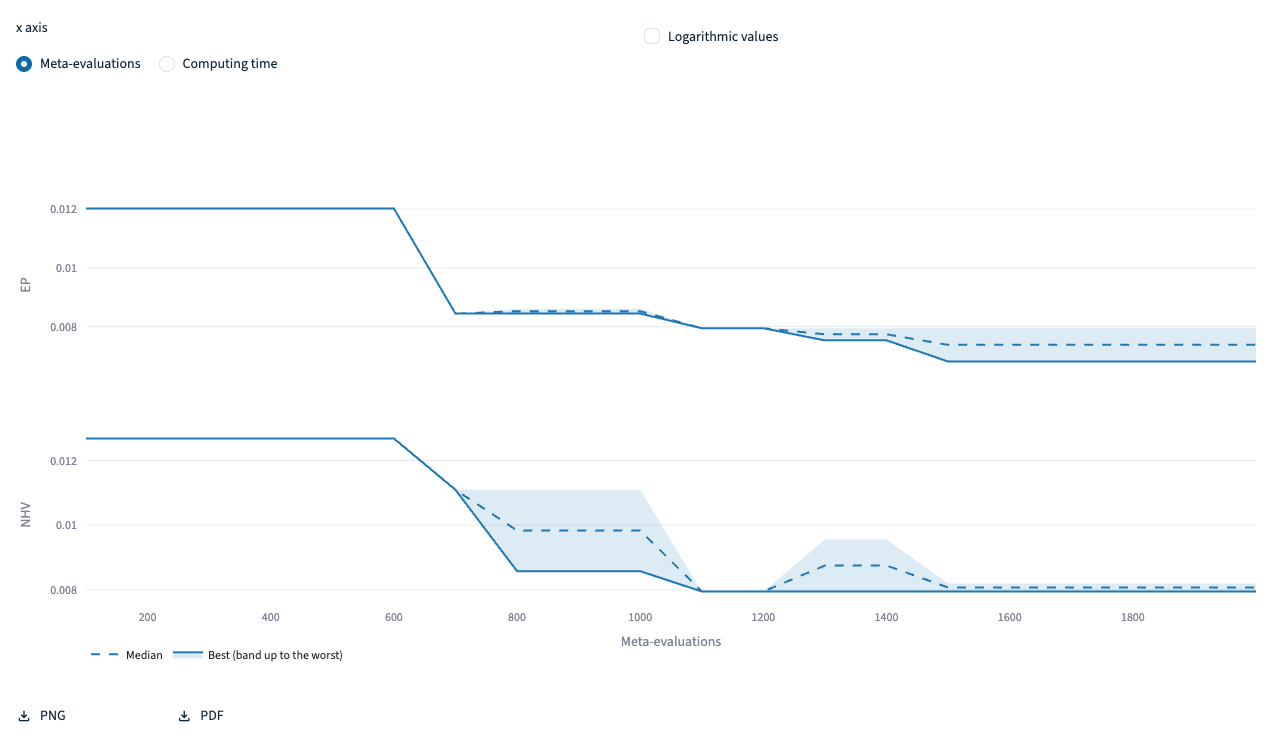 x axis
Logarithmic values
Meta-evaluations Computing time
EP
0.012
0.01
0.008
NHV
0.012
0.01
0.008
200 400 600 800 1000 1200 1400 1600 1800
Meta-evaluations
Median Best (band up to the worst)
PNG PDF